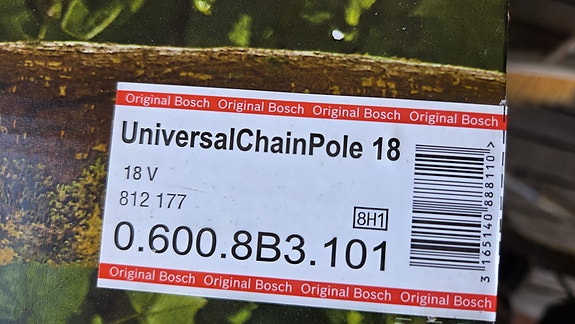 Original Bosch Original Bosch Original Bosch Original Bosch
UniversalChainPole 18
18 V
812 177
8H1
0.600.8B3.101
3 165140 888110 >
Original Bosch Original Bosch Original Bosch Original Bosch